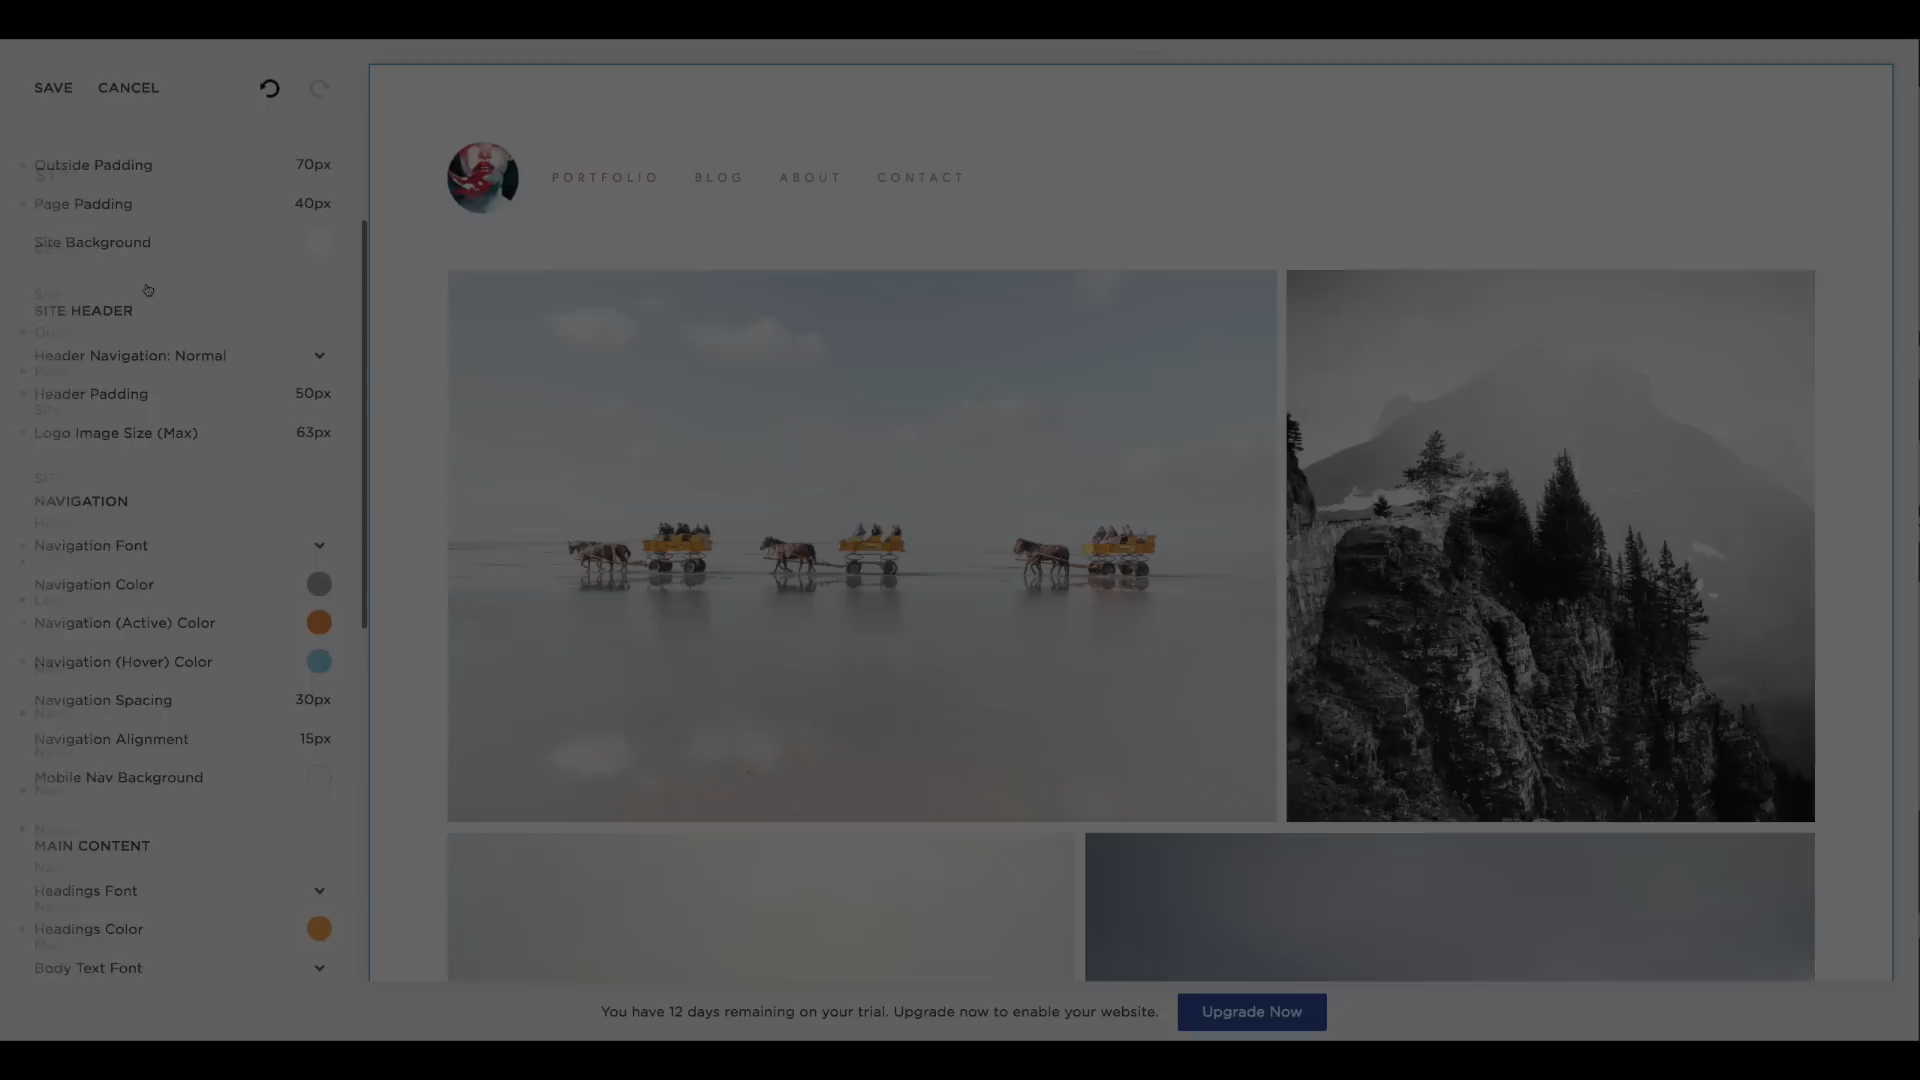 SAVE CANCEL
Outside Padding 70px
Page Padding 40px
Site Background
SITE HEADER
Header Navigation: Normal
Header Padding 50px
Logo Image Size (Max) 63px
NAVIGATION
Navigation Font
Navigation Color
Navigation (Active) Color
Navigation (Hover) Color
Navigation Spacing 30px
Navigation Alignment 15px
Mobile Nav Background
MAIN CONTENT
Headings Font
Headings Color
Body Text Font
PORTFOLIO BLOG ABOUT CONTACT
You have 12 days remaining on your trial. Upgrade now to enable your website. Upgrade Now